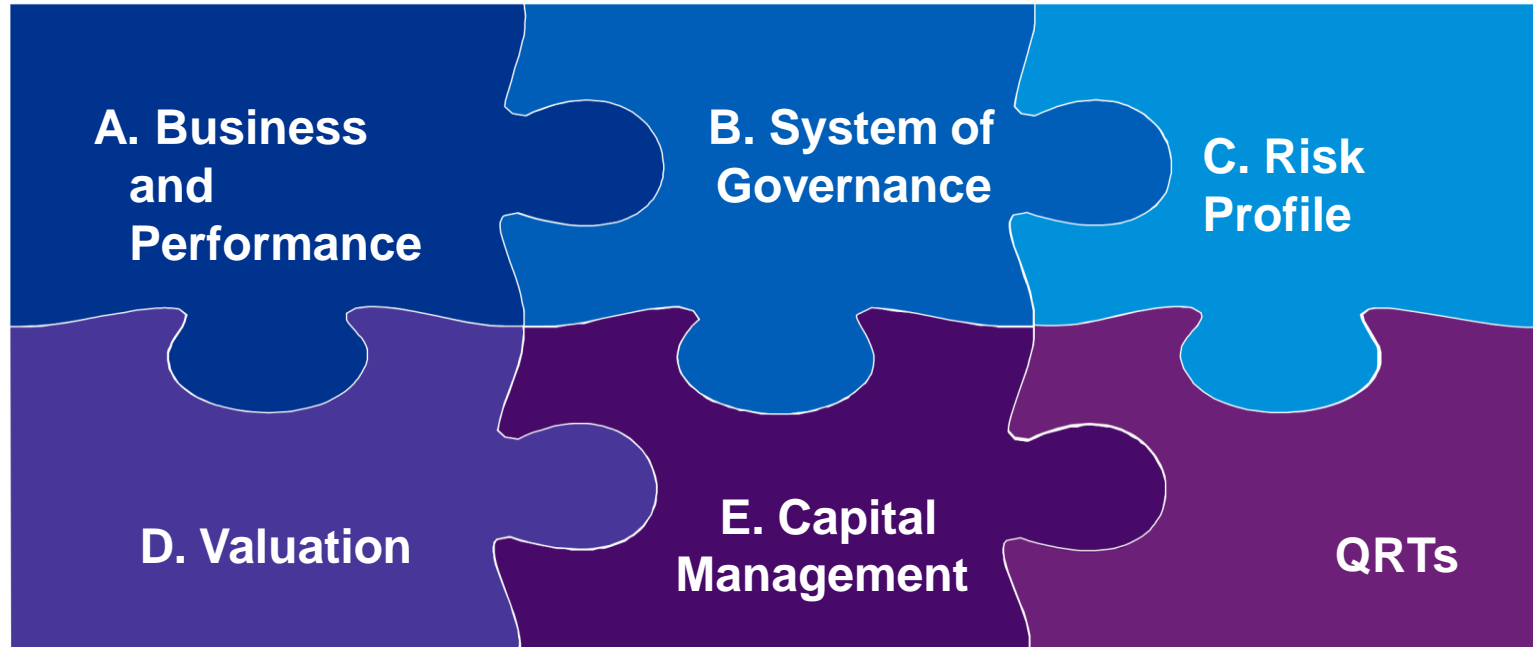 A. Business
and
Performance
B. System of
Governance
C. Risk
Profile
D. Valuation
E. Capital
Management
QRTs